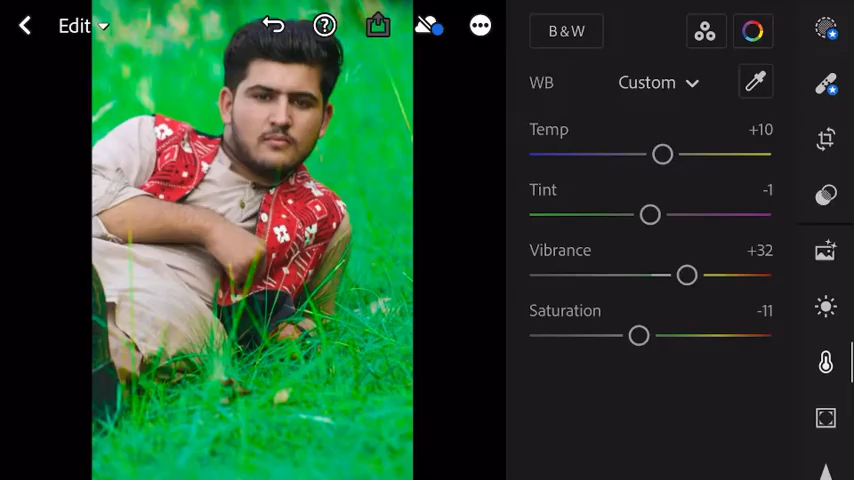 Edit
B&W
WB Custom
Temp +10
Tint -1
Vibrance +32
Saturation -11